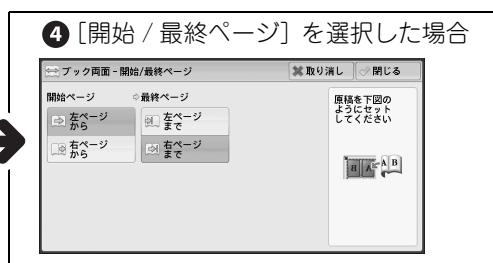 ❹［開始 / 最終ページ］を選択した場合
ブック両面 - 開始/最終ページ
取り消し
閉じる
開始ページ
最終ページ
原稿を下図の
ようにセット
してください
左ページ
から
左ページ
まで
右ページ
から
右ページ
まで
B A A B